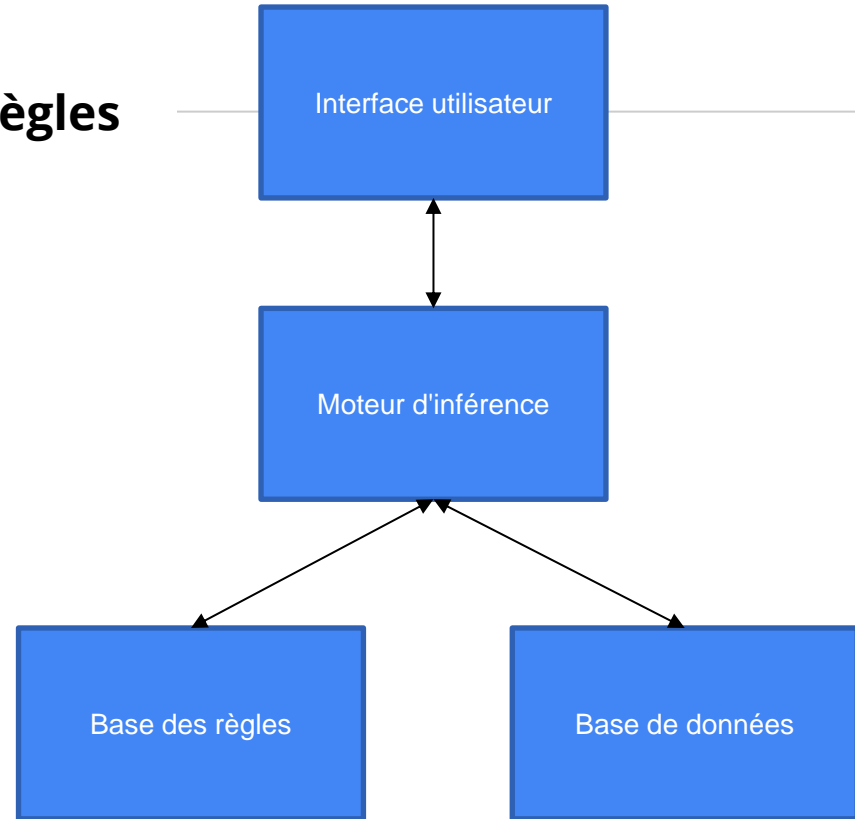 ègles
Interface utilisateur
Moteur d'inférence
Base des règles
Base de données